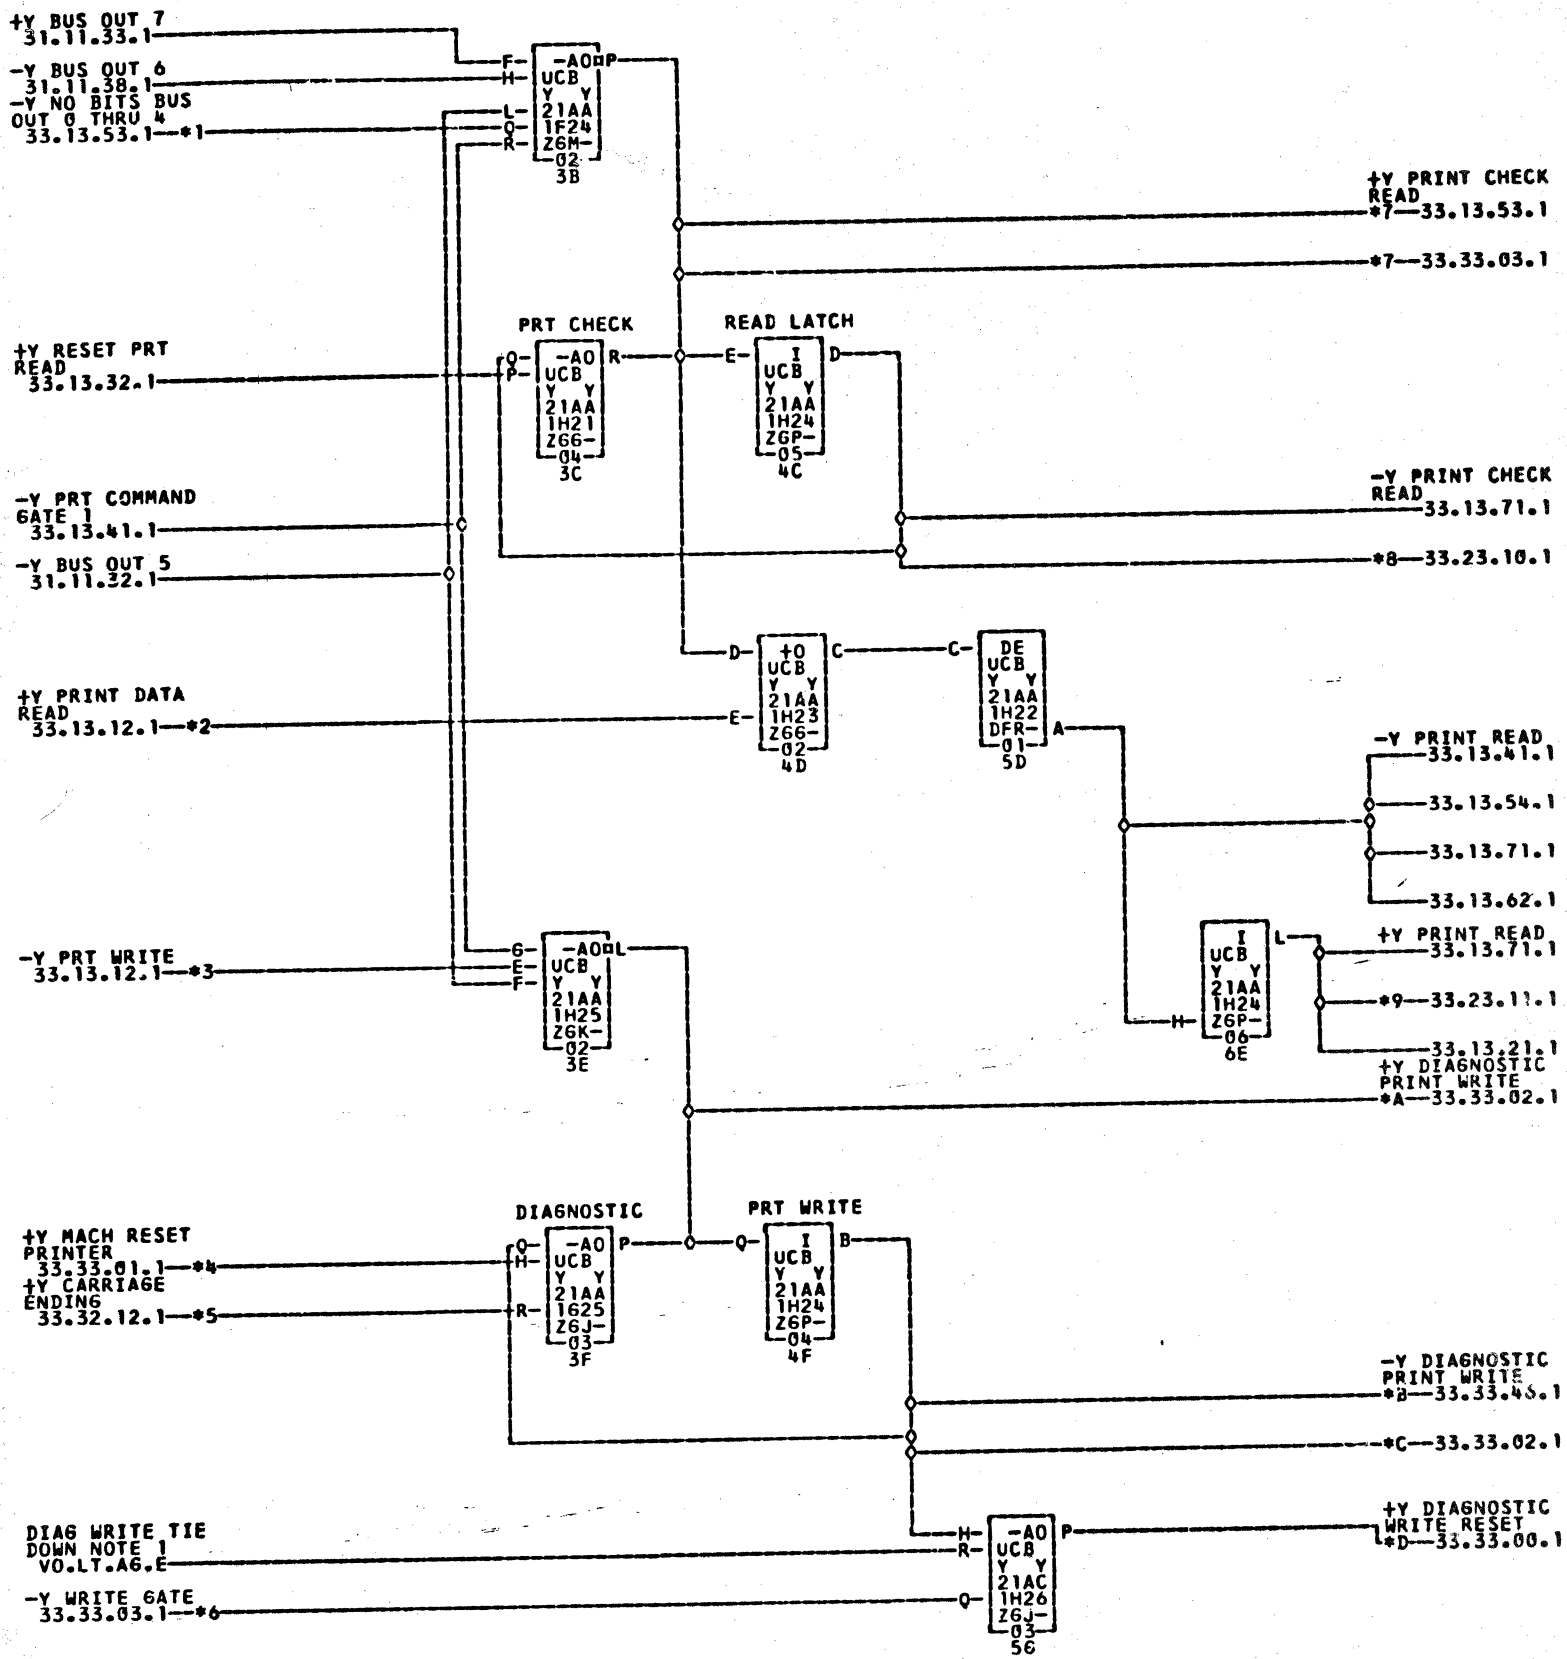 +Y BUS OUT 7
31.11.33.1
-Y BUS OUT 6
31.11.38.1
-Y NO BITS BUS
OUT 0 THRU 4
33.13.53.1—*1
F-
H-
L-
Q-
R-
-AO P
UCB
Y Y
21AA
1F24
Z6M-
02
3B
+Y PRINT CHECK
READ
*7—33.13.53.1
*7—33.33.03.1
+Y RESET PRT
READ
33.13.32.1
PRT CHECK
Q-
P-
-AO R
UCB
Y Y
21AA
1H21
Z66-
04
3C
READ LATCH
E-
I D
UCB
Y Y
21AA
1H24
Z6P-
05
4C
-Y PRT COMMAND
GATE 1
33.13.41.1
-Y BUS OUT 5
31.11.32.1
-Y PRINT CHECK
READ
33.13.71.1
*8—33.23.10.1
+Y PRINT DATA
READ
33.13.12.1—*2
D-
E-
+O C
UCB
Y Y
21AA
1H23
Z66-
02
4D
C-
DE
UCB
Y Y
21AA
1H22
DFR- A
01
5D
-Y PRINT READ
33.13.41.1
33.13.54.1
33.13.71.1
33.13.62.1
-Y PRT WRITE
33.13.12.1—*3
G-
E-
F-
-AO L
UCB
Y Y
21AA
1H25
Z6K-
02
3E
H-
I L
UCB
Y Y
21AA
1H24
Z6P-
06
6E
+Y PRINT READ
33.13.71.1
*9—33.23.11.1
33.13.21.1
+Y DIAGNOSTIC
PRINT WRITE
*A—33.33.02.1
+Y MACH RESET
PRINTER
33.33.01.1—*4
+Y CARRIAGE
ENDING
33.32.12.1—*5
DIAGNOSTIC
Q-
H-
R-
-AO P
UCB
Y Y
21AA
1G25
Z6J-
03
3F
PRT WRITE
Q-
I B
UCB
Y Y
21AA
1H24
Z6P-
04
4F
-Y DIAGNOSTIC
PRINT WRITE
*B—33.33.46.1
*C—33.33.02.1
DIAG WRITE TIE
DOWN NOTE 1
VO.LT.AG.E
-Y WRITE GATE
33.33.03.1—*6
H-
R-
Q-
-AO P
UCB
Y Y
21AC
1H26
Z6J-
03
5G
+Y DIAGNOSTIC
WRITE RESET
*D—33.33.00.1